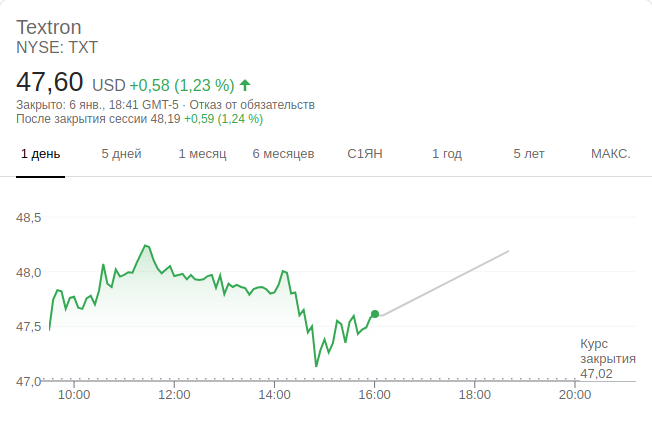 Textron
NYSE: TXT
47,60 USD +0,58 (1,23 %)
Закрыто: 6 янв., 18:41 GMT-5 · Отказ от обязательств
После закрытия сессии 48,19 +0,59 (1,24 %)
1 день 5 дней 1 месяц 6 месяцев С1ЯН 1 год 5 лет МАКС.
48,5
48,0
47,5
Курс
закрытия
47,02
47,0
10:00 12:00 14:00 16:00 18:00 20:00